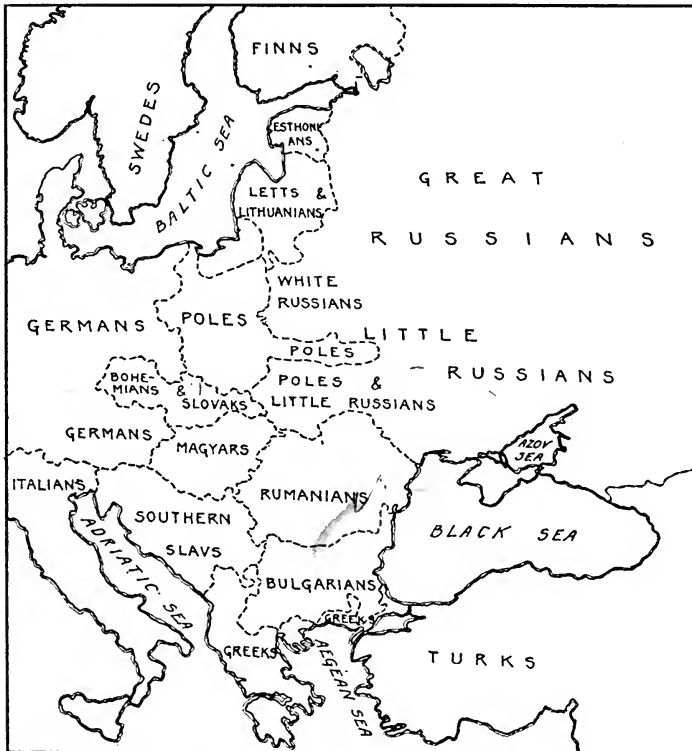 FINNS
SWEDES
BALTIC SEA
ESTHONI-
ANS
LETTS &
LITHUANIANS
GREAT
RUSSIANS
WHITE
RUSSIANS
GERMANS
POLES
LITTLE
RUSSIANS
POLES
BOHE-
MIANS & SLOVAKS
POLES &
LITTLE RUSSIANS
GERMANS
MAGYARS
AZOV
SEA
ITALIANS
RUMANIANS
ADRIATIC SEA
SOUTHERN
SLAVS
BLACK SEA
BULGARIANS
GREEKS
GREEKS
AEGEAN SEA
TURKS